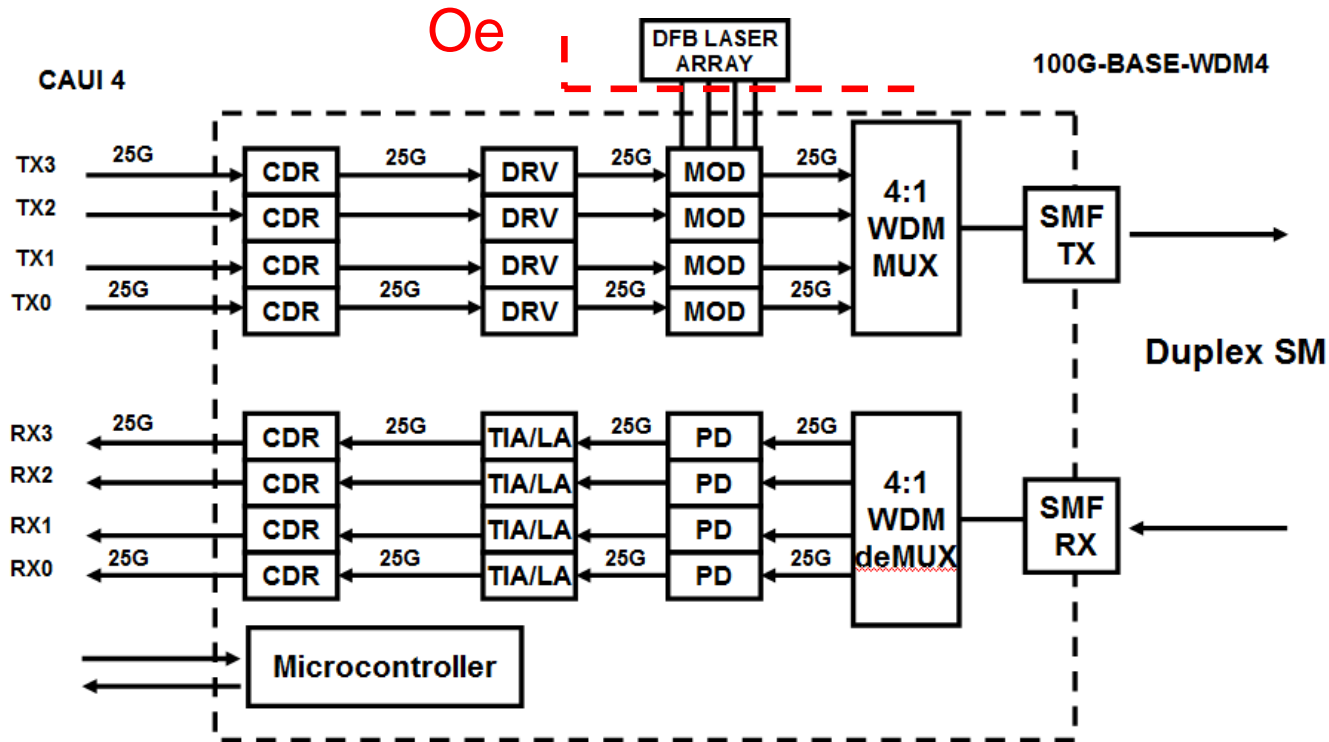 Oe
DFB LASER
ARRAY
CAUI 4
100G-BASE-WDM4
TX3
25G
CDR
25G
DRV
25G
MOD
25G
TX2
CDR
DRV
MOD
TX1
CDR
DRV
MOD
TX0
25G
CDR
25G
DRV
25G
MOD
25G
4:1
WDM
MUX
SMF
TX
Duplex SM
RX3
25G
CDR
25G
TIA/LA
25G
PD
25G
RX2
CDR
TIA/LA
PD
RX1
CDR
TIA/LA
PD
RX0
25G
CDR
25G
TIA/LA
25G
PD
25G
4:1
WDM
deMUX
SMF
RX
Microcontroller